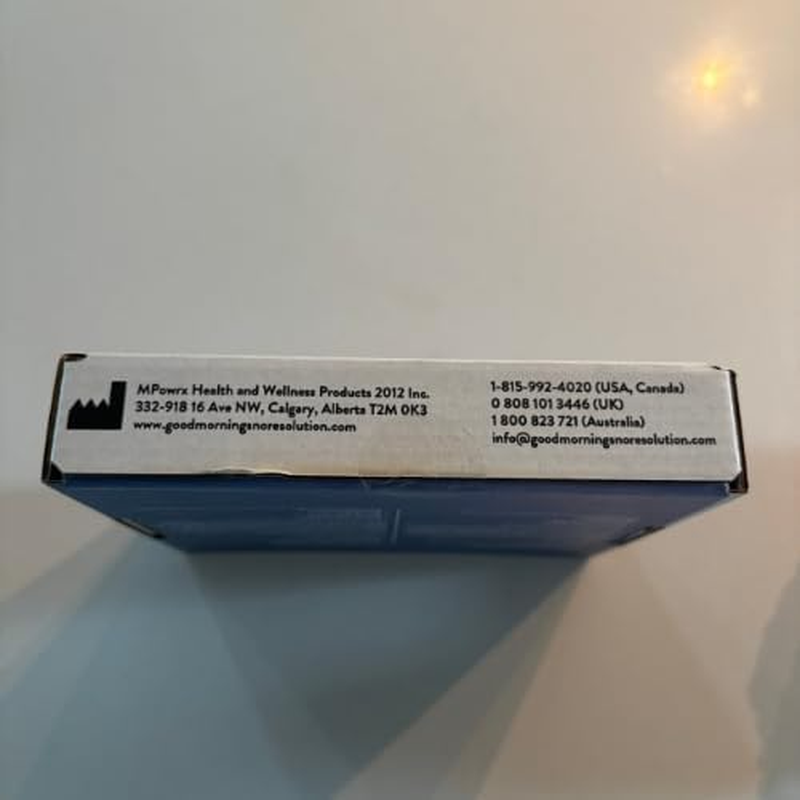 MPowrx Health and Wellness Products 2012 Inc.
332-918 16 Ave NW, Calgary, Alberta T2M 0K3
www.goodmorningsnoresolution.com
1-815-992-4020 (USA, Canada)
0 808 101 3446 (UK)
1 800 823 721 (Australia)
info@goodmorningsnoresolution.com